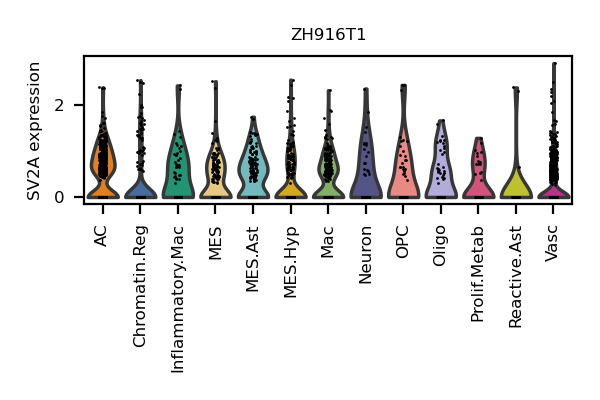 ZH916T1
SV2A expression
2
0
AC
Chromatin.Reg
Inflammatory.Mac
MES
MES.Ast
MES.Hyp
Mac
Neuron
OPC
Oligo
Prolif.Metab
Reactive.Ast
Vasc